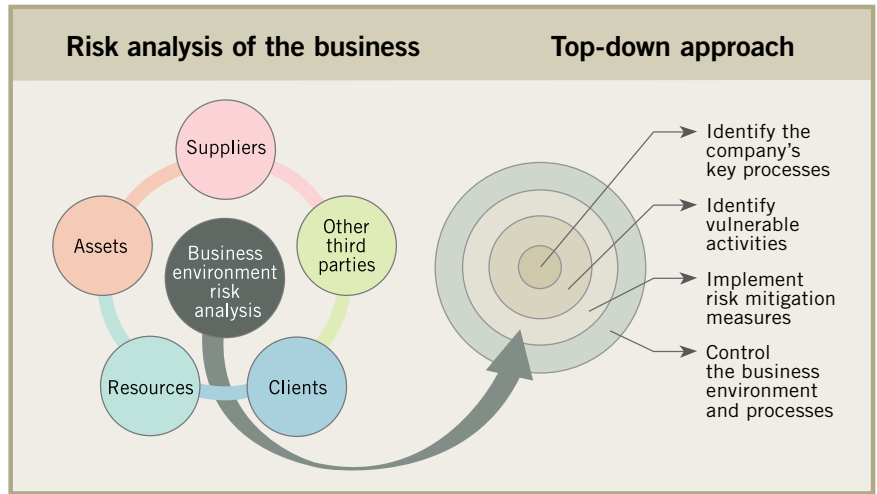 Risk analysis of the business
Top-down approach
Suppliers
Other
third
parties
Clients
Resources
Assets
Business
environment
risk
analysis
Identify the
company's
key processes
Identify
vulnerable
activities
Implement
risk mitigation
measures
Control
the business
environment
and processes